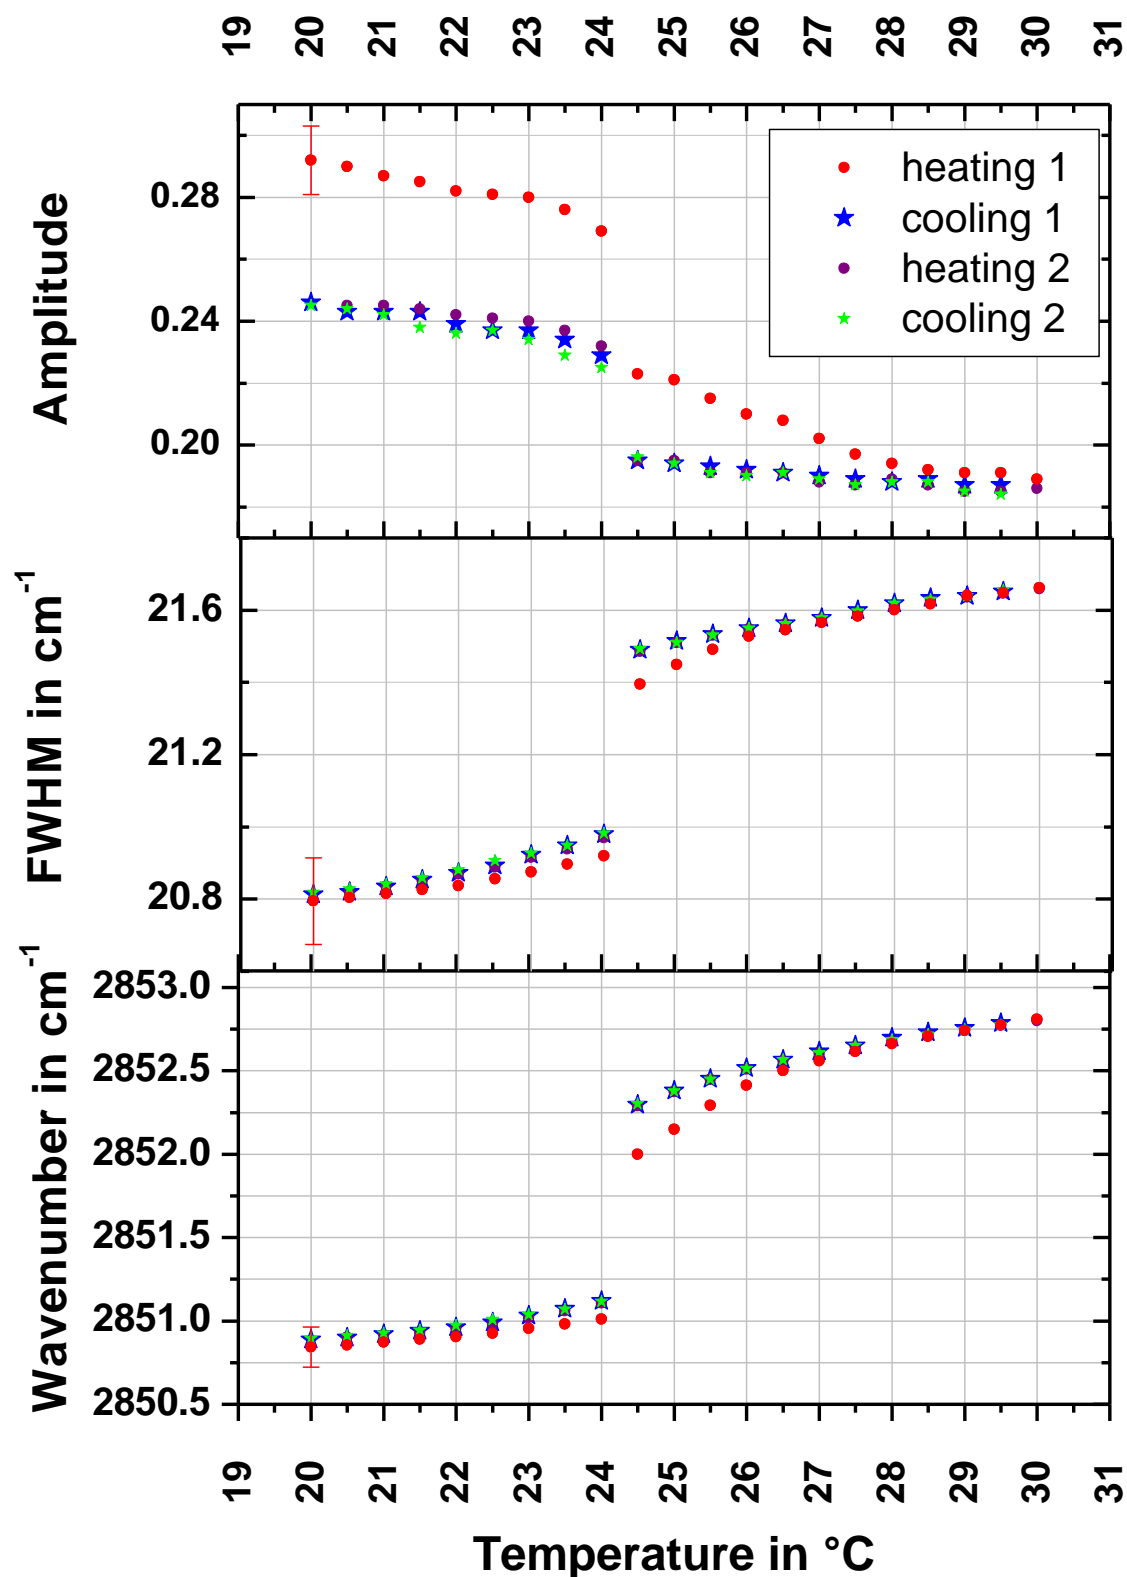 19 20 21 22 23 24 25 26 27 28 29 30 31
Amplitude
0.28
0.24
0.20
heating 1
cooling 1
heating 2
cooling 2
FWHM in cm⁻¹
21.6
21.2
20.8
Wavenumber in cm⁻¹
2853.0
2852.5
2852.0
2851.5
2851.0
2850.5
19 20 21 22 23 24 25 26 27 28 29 30 31
Temperature in °C